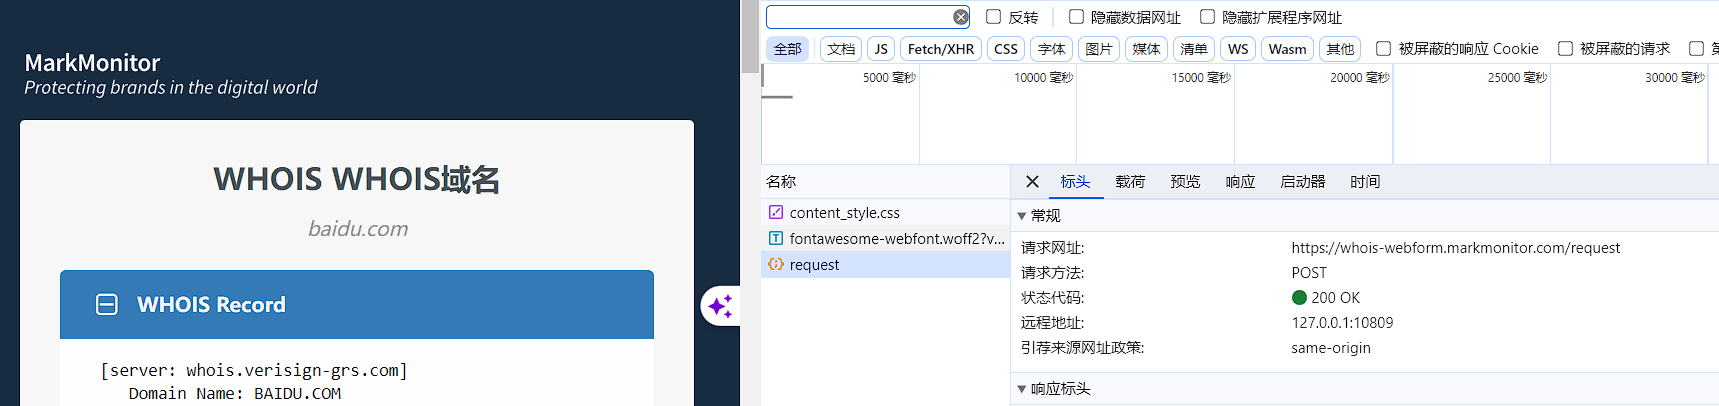 MarkMonitor
Protecting brands in the digital world
WHOIS WHOIS域名
baidu.com
WHOIS Record
[server: whois.verisign-grs.com]
Domain Name: BAIDU.COM
反转
隐藏数据网址
隐藏扩展程序网址
全部
文档
JS
Fetch/XHR
CSS
字体
图片
媒体
清单
WS
Wasm
其他
被屏蔽的响应 Cookie
被屏蔽的请求
5000 毫秒
10000 毫秒
15000 毫秒
20000 毫秒
25000 毫秒
30000 毫秒
名称
content_style.css
fontawesome-webfont.woff2?v...
request
标头
载荷
预览
响应
启动器
时间
常规
请求网址: https://whois-webform.markmonitor.com/request
请求方法: POST
状态代码: 200 OK
远程地址: 127.0.0.1:10809
引荐来源网址政策: same-origin
响应标头